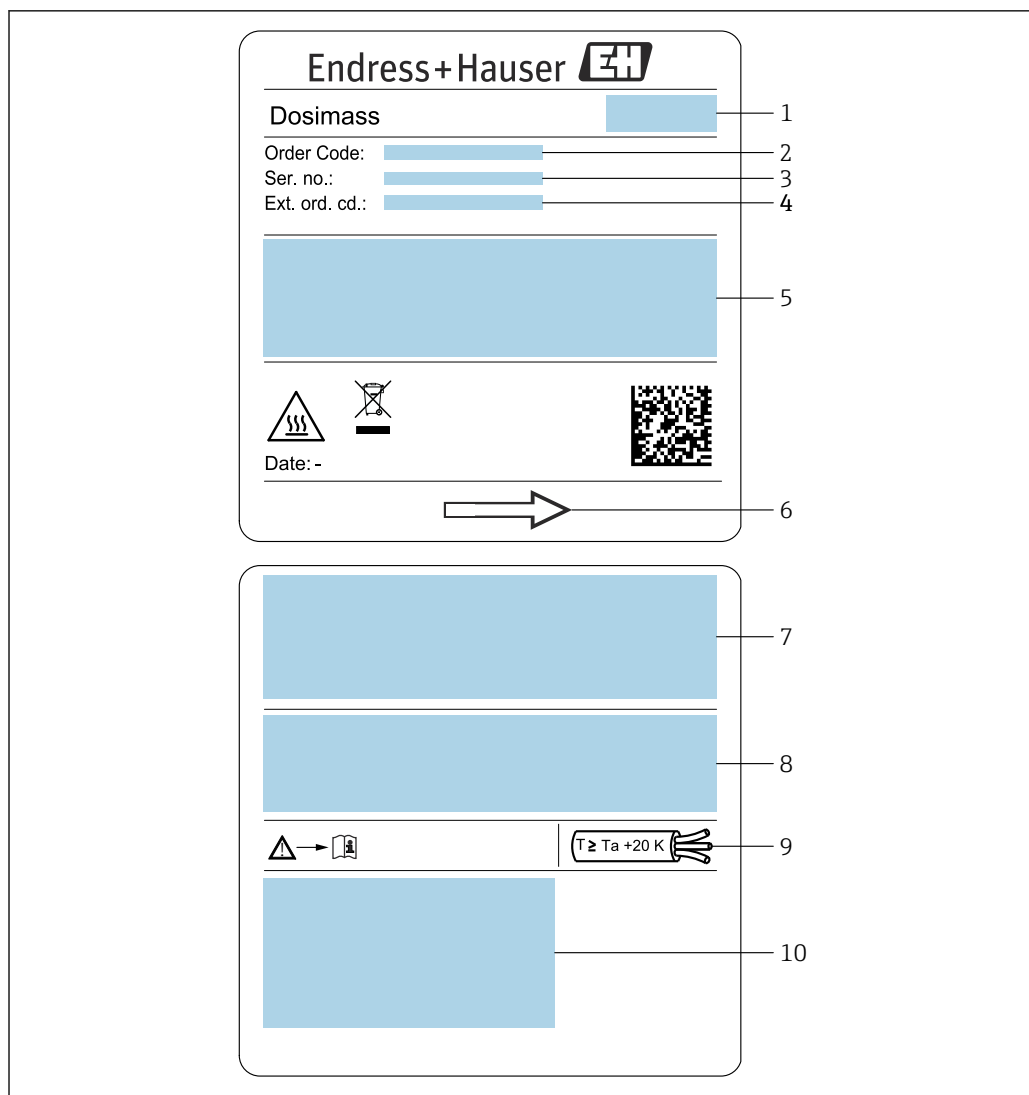 Endress+Hauser EH
Dosimass
1
Order Code:
2
Ser. no.:
3
Ext. ord. cd.:
4
5
Date: -
6
7
8
T ≥ Ta +20 K
9
10